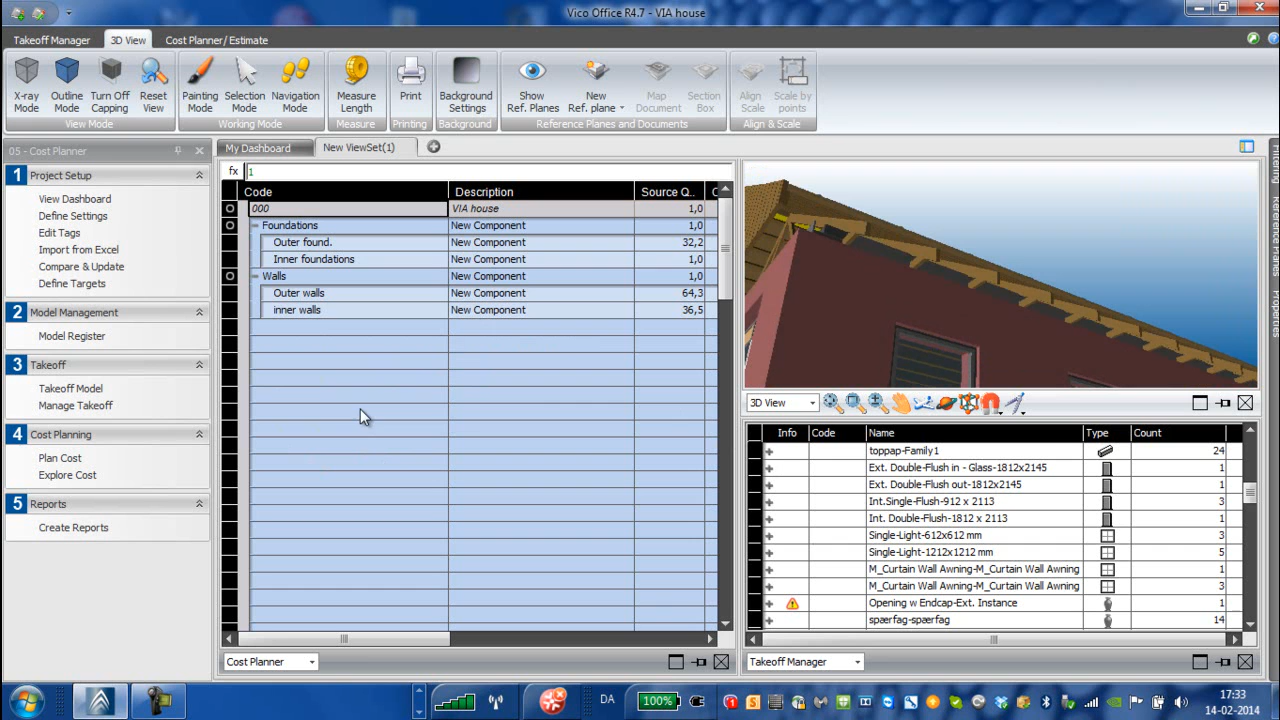 Vico Office R4.7 - VIA house
Takeoff Manager 3D View Cost Planner / Estimate
X-ray Mode Outline Mode Turn Off Capping Reset View Painting Mode Selection Mode Navigation Mode Measure Length Print Background Settings Show Ref. Planes New Ref. plane Map Document Section Box Align Scale Scale by points
View Mode Working Mode Measure Printing Background Reference Planes and Documents Align & Scale
05 - Cost Planner
1 Project Setup
View Dashboard
Define Settings
Edit Tags
Import from Excel
Compare & Update
Define Targets
2 Model Management
Model Register
3 Takeoff
Takeoff Model
Manage Takeoff
4 Cost Planning
Plan Cost
Explore Cost
5 Reports
Create Reports
My Dashboard New ViewSet(1)
fx 1
Code Description Source Q..
000 VIA house 1,0
Foundations New Component 1,0
Outer found. New Component 32,2
Inner foundations New Component 1,0
Walls New Component 1,0
Outer walls New Component 64,3
inner walls New Component 36,5
Cost Planner
3D View
Info Code Name Type Count
toppap-Family1 24
Ext. Double-Flush in - Glass-1812x2145 1
Ext. Double-Flush out-1812x2145 1
Int.Single-Flush-912 x 2113 3
Int. Double-Flush-1812 x 2113 1
Single-Light-612x612 mm 3
Single-Light-1212x1212 mm 5
M_Curtain Wall Awning-M_Curtain Wall Awning 1
M_Curtain Wall Awning-M_Curtain Wall Awning 3
Opening w Endcap-Ext. Instance 1
spærfag-spærfag 14
Takeoff Manager
Reference Planes
Properties
DA 100%
17:33
14-02-2014